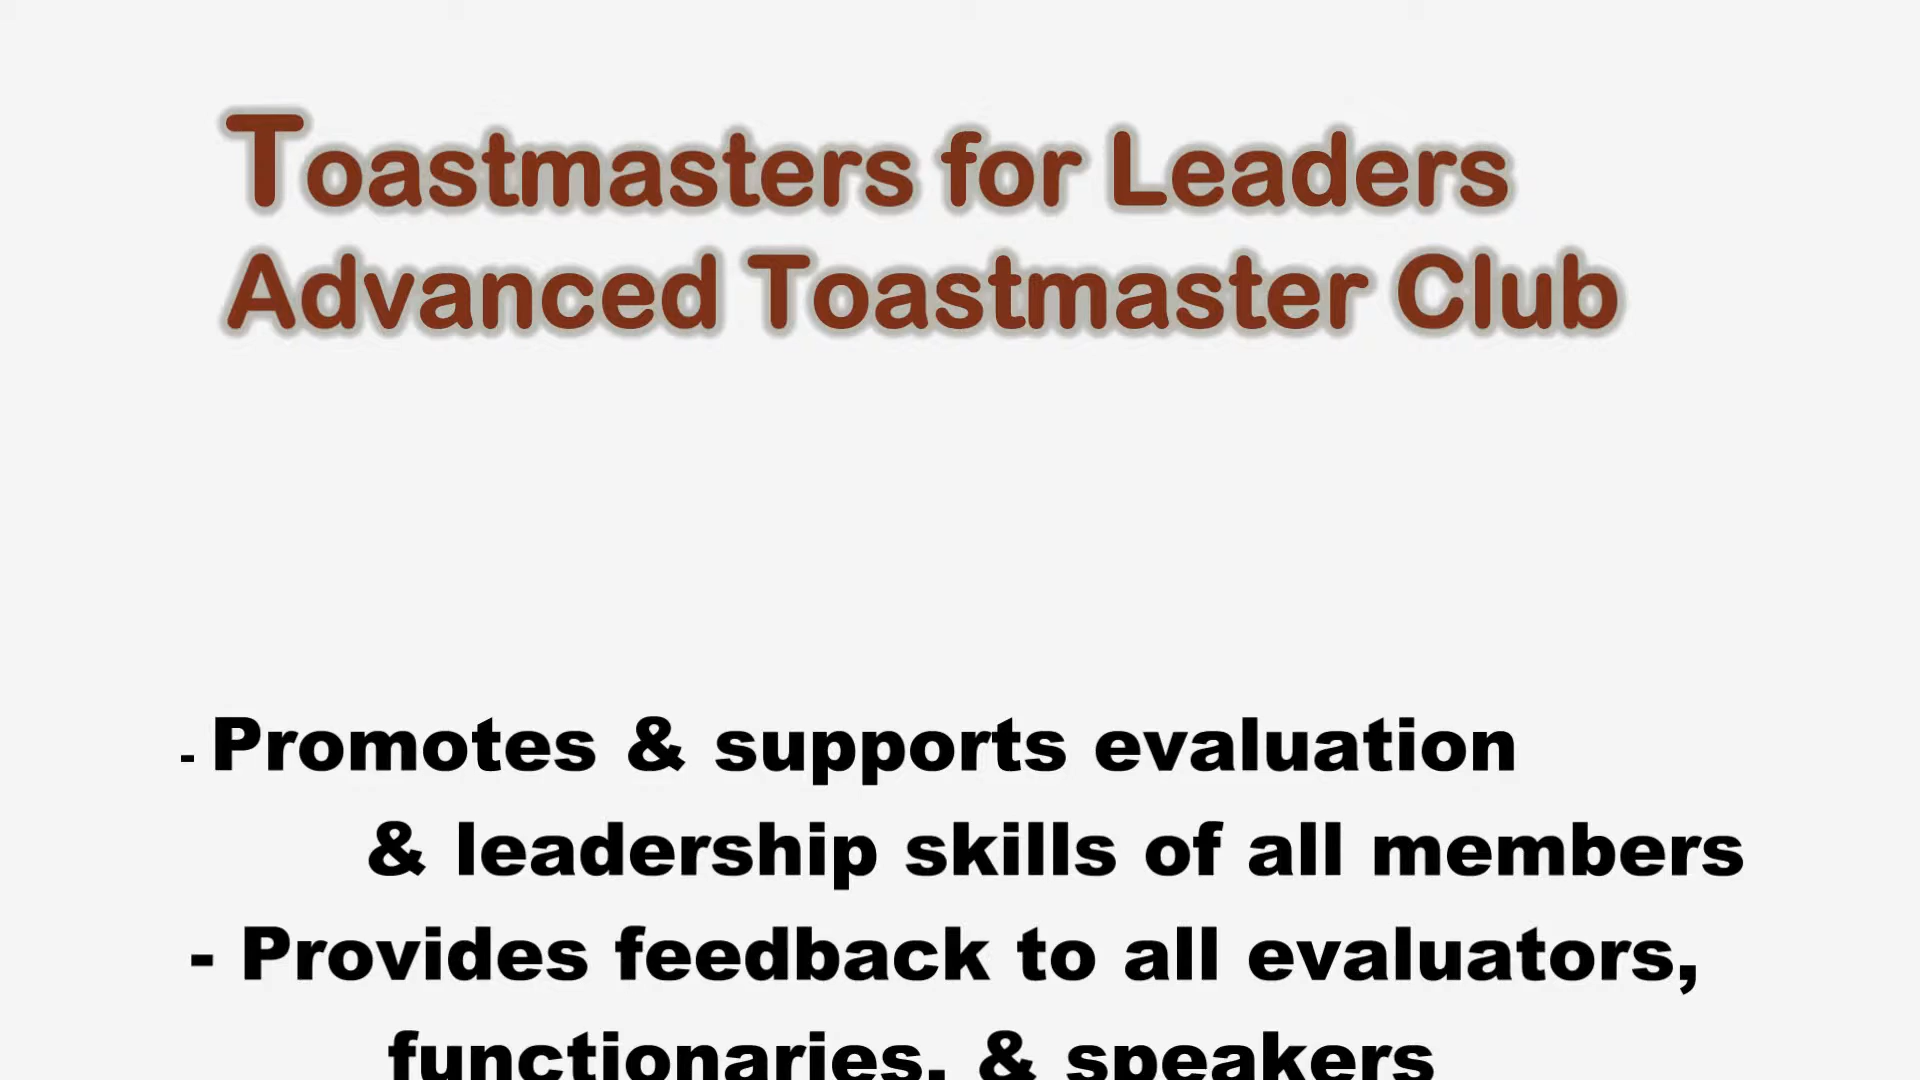 Toastmasters for Leaders
Advanced Toastmaster Club
- Promotes & supports evaluation
& leadership skills of all members
- Provides feedback to all evaluators,
functionaries, & speakers